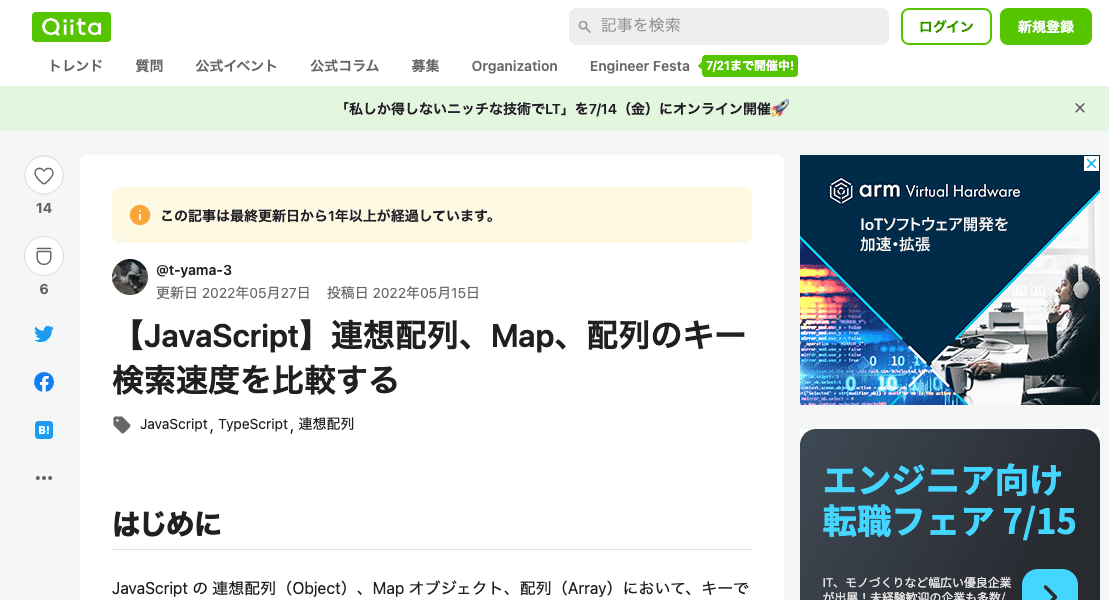 Qiita
記事を検索
ログイン
新規登録
トレンド
質問
公式イベント
公式コラム
募集
Organization
Engineer Festa
7/21まで開催中!
「私しか得しないニッチな技術でLT」を7/14（金）にオンライン開催🚀
14
6
B!
この記事は最終更新日から1年以上が経過しています。
@t-yama-3
更新日 2022年05月27日 投稿日 2022年05月15日
【JavaScript】連想配列、Map、配列のキー
検索速度を比較する
JavaScript, TypeScript, 連想配列
はじめに
JavaScript の 連想配列（Object）、Map オブジェクト、配列（Array）において、キーで
arm Virtual Hardware
IoTソフトウェア開発を
加速・拡張
エンジニア向け
転職フェア 7/15
IT、モノづくりなど幅広い優良企業
が出展！未経験歓迎の企業も多数/